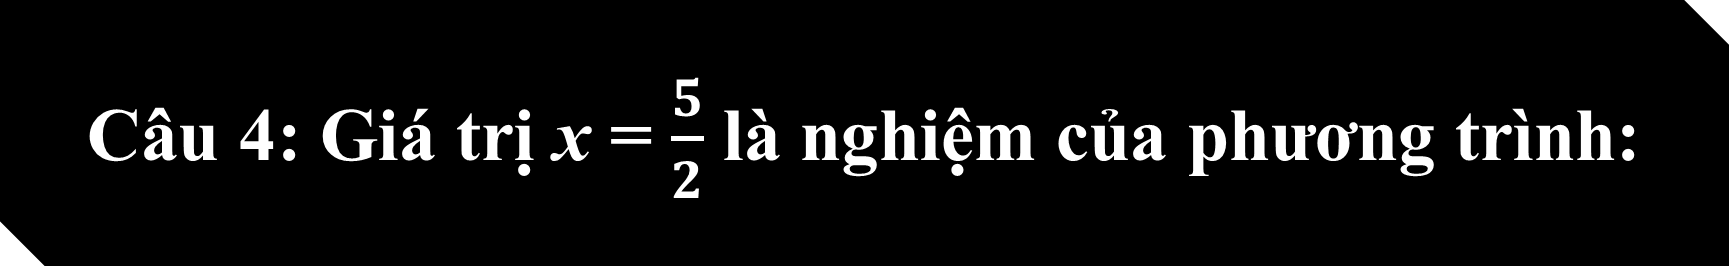 Câu 4: Giá trị x = 5/2 là nghiệm của phương trình: